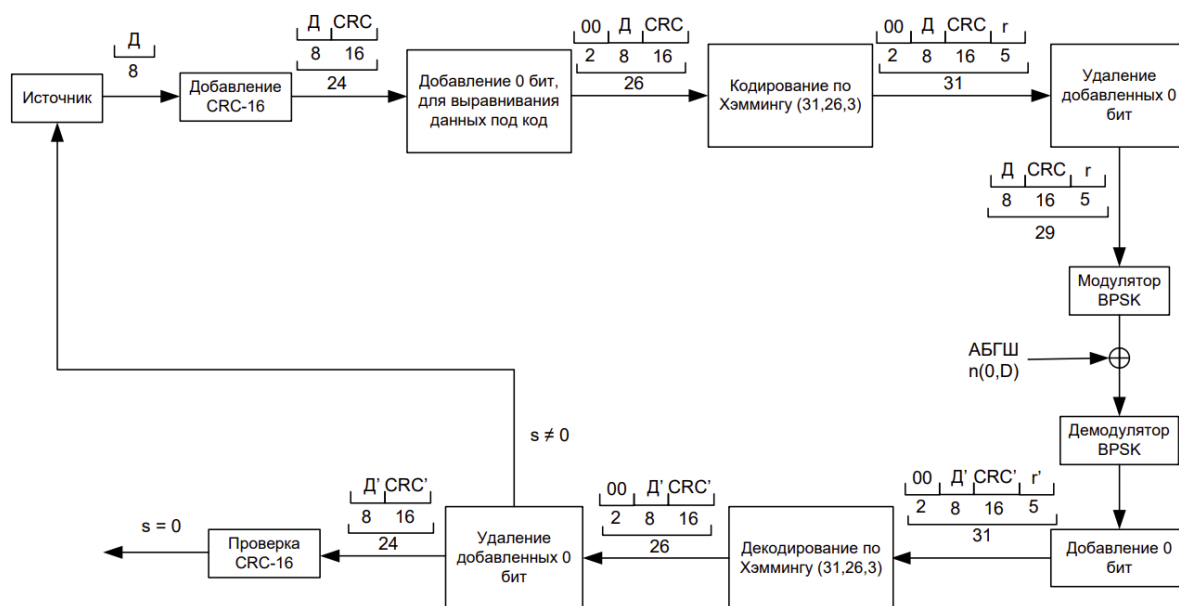 Д
8
Источник
Добавление
CRC-16
Д CRC
8 16
24
Добавление 0 бит,
для выравнивания
данных под код
00 Д CRC
2 8 16
26
Кодирование по
Хэммингу (31,26,3)
00 Д CRC r
2 8 16 5
31
Удаление
добавленных 0
бит
Д CRC r
8 16 5
29
Модулятор
BPSK
АБГШ
n(0,D)
Демодулятор
BPSK
Добавление 0
бит
00 Д’ CRC’ r’
2 8 16 5
31
Декодирование по
Хэммингу (31,26,3)
00 Д’ CRC’
2 8 16
26
Удаление
добавленных 0
бит
s ≠ 0
Д’ CRC’
8 16
24
Проверка
CRC-16
s = 0